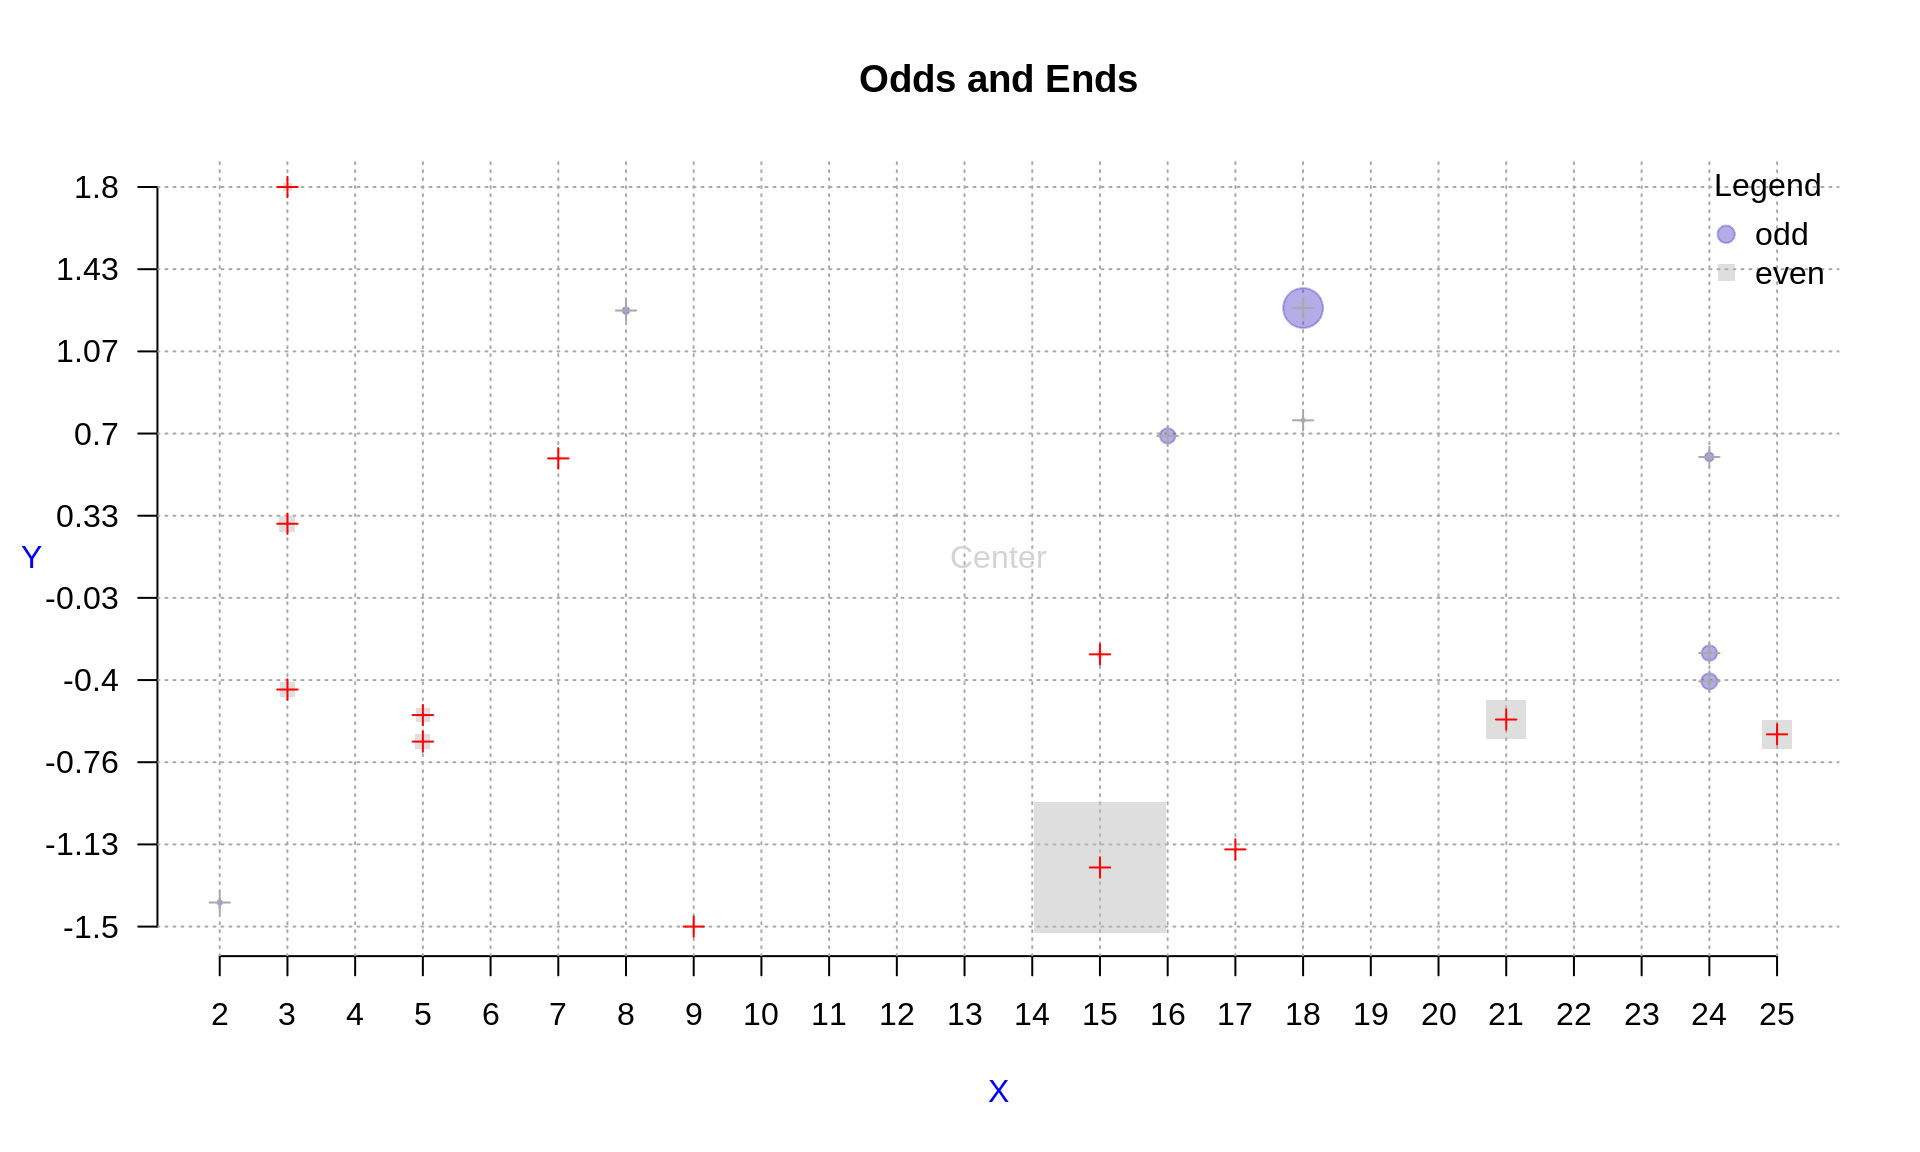 Odds and Ends
Legend
odd
even
1.8
1.43
1.07
0.7
0.33
-0.03
-0.4
-0.76
-1.13
-1.5
Y
Center
2 3 4 5 6 7 8 9 10 11 12 13 14 15 16 17 18 19 20 21 22 23 24 25
X